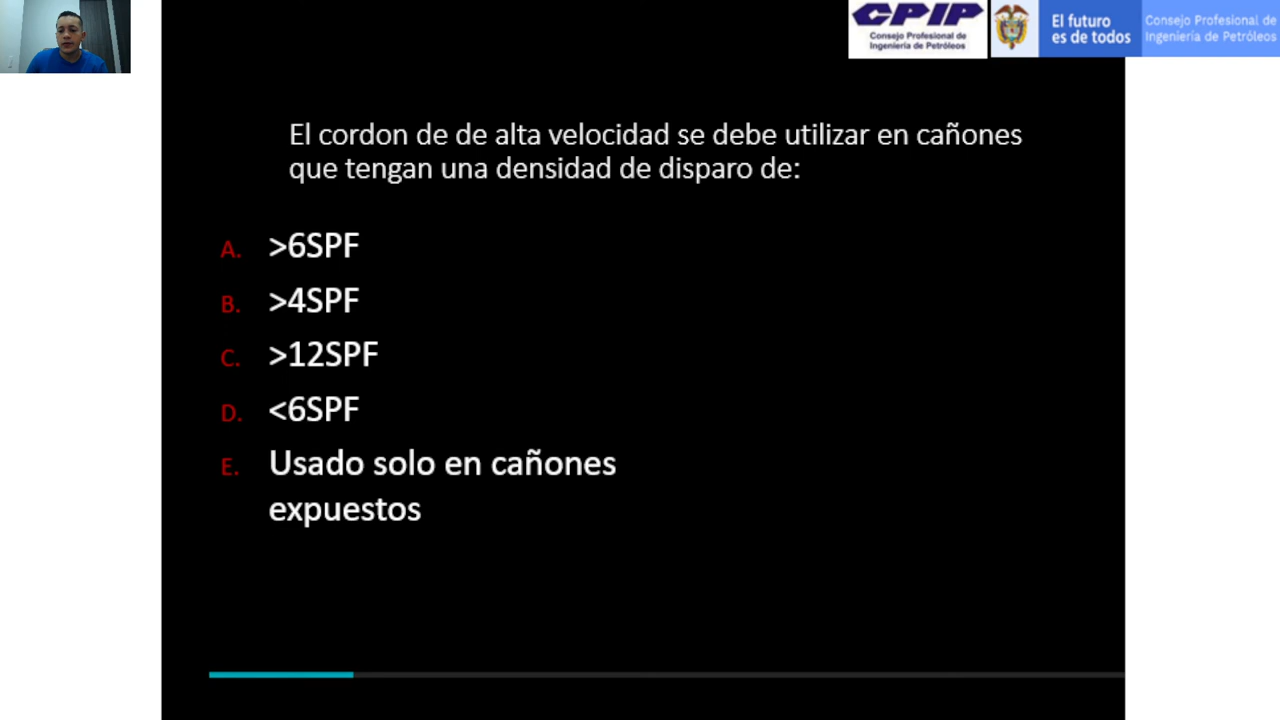 CPIP
Consejo Profesional de
Ingeniería de Petróleos
El futuro
es de todos
Consejo Profesional de
Ingeniería de Petróleos
El cordon de de alta velocidad se debe utilizar en cañones
que tengan una densidad de disparo de:
A. >6SPF
B. >4SPF
C. >12SPF
D. <6SPF
E. Usado solo en cañones
expuestos